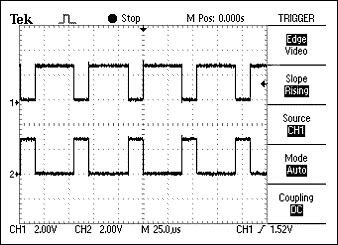 Tek Stop M Pos: 0.000s TRIGGER
Edge
Video
Slope
Rising
Source
CH1
Mode
Auto
Coupling
DC
1
2
CH1 2.00V CH2 2.00V M 25.0µs CH1 1.52V